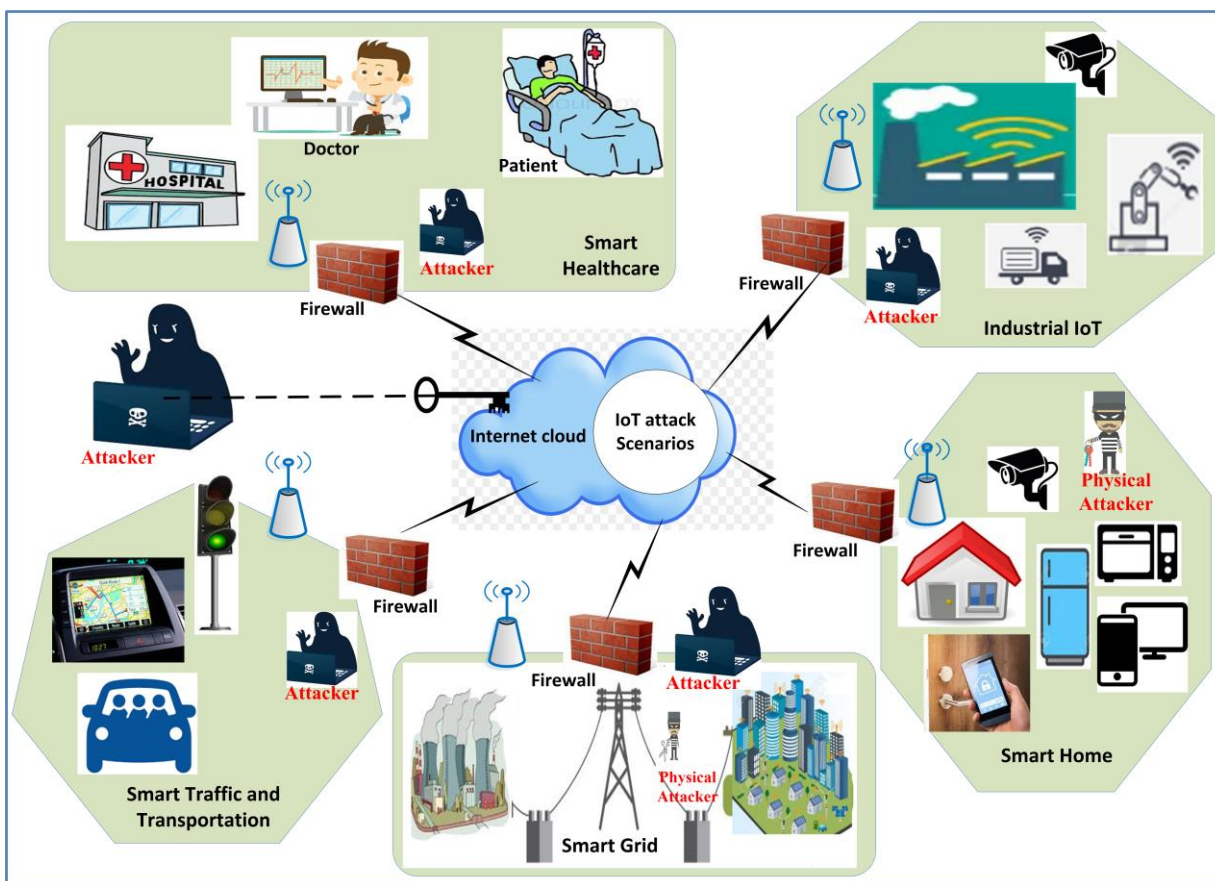 HOSPITAL
Doctor
Patient
Attacker
Smart
Healthcare
Firewall
Firewall
Attacker
Industrial IoT
Attacker
Internet cloud
IoT attack
Scenarios
Physical
Attacker
Firewall
Smart Home
Firewall
Attacker
Smart Traffic and
Transportation
Firewall
Attacker
Physical
Attacker
Smart Grid